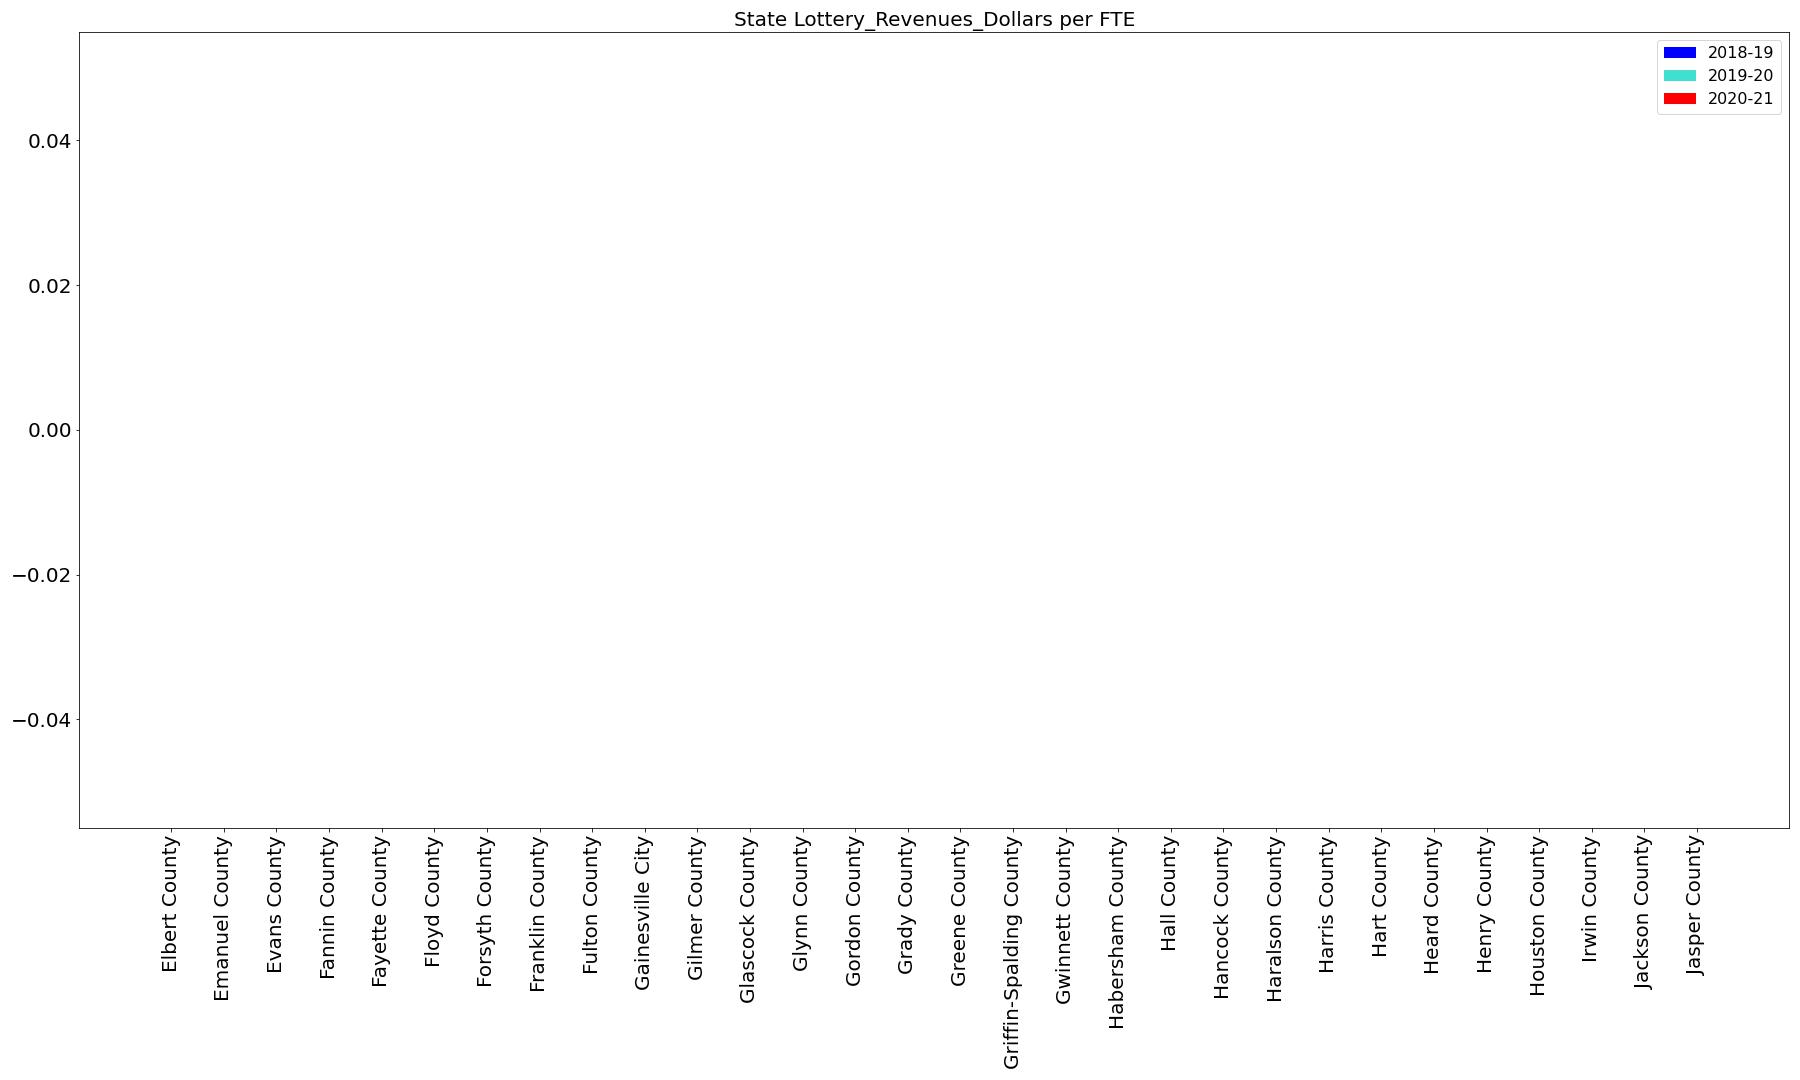 State Lottery_Revenues_Dollars per FTE
2018-19
2019-20
2020-21
0.04
0.02
0.00
−0.02
−0.04
Elbert County
Emanuel County
Evans County
Fannin County
Fayette County
Floyd County
Forsyth County
Franklin County
Fulton County
Gainesville City
Gilmer County
Glascock County
Glynn County
Gordon County
Grady County
Greene County
Griffin-Spalding County
Gwinnett County
Habersham County
Hall County
Hancock County
Haralson County
Harris County
Hart County
Heard County
Henry County
Houston County
Irwin County
Jackson County
Jasper County